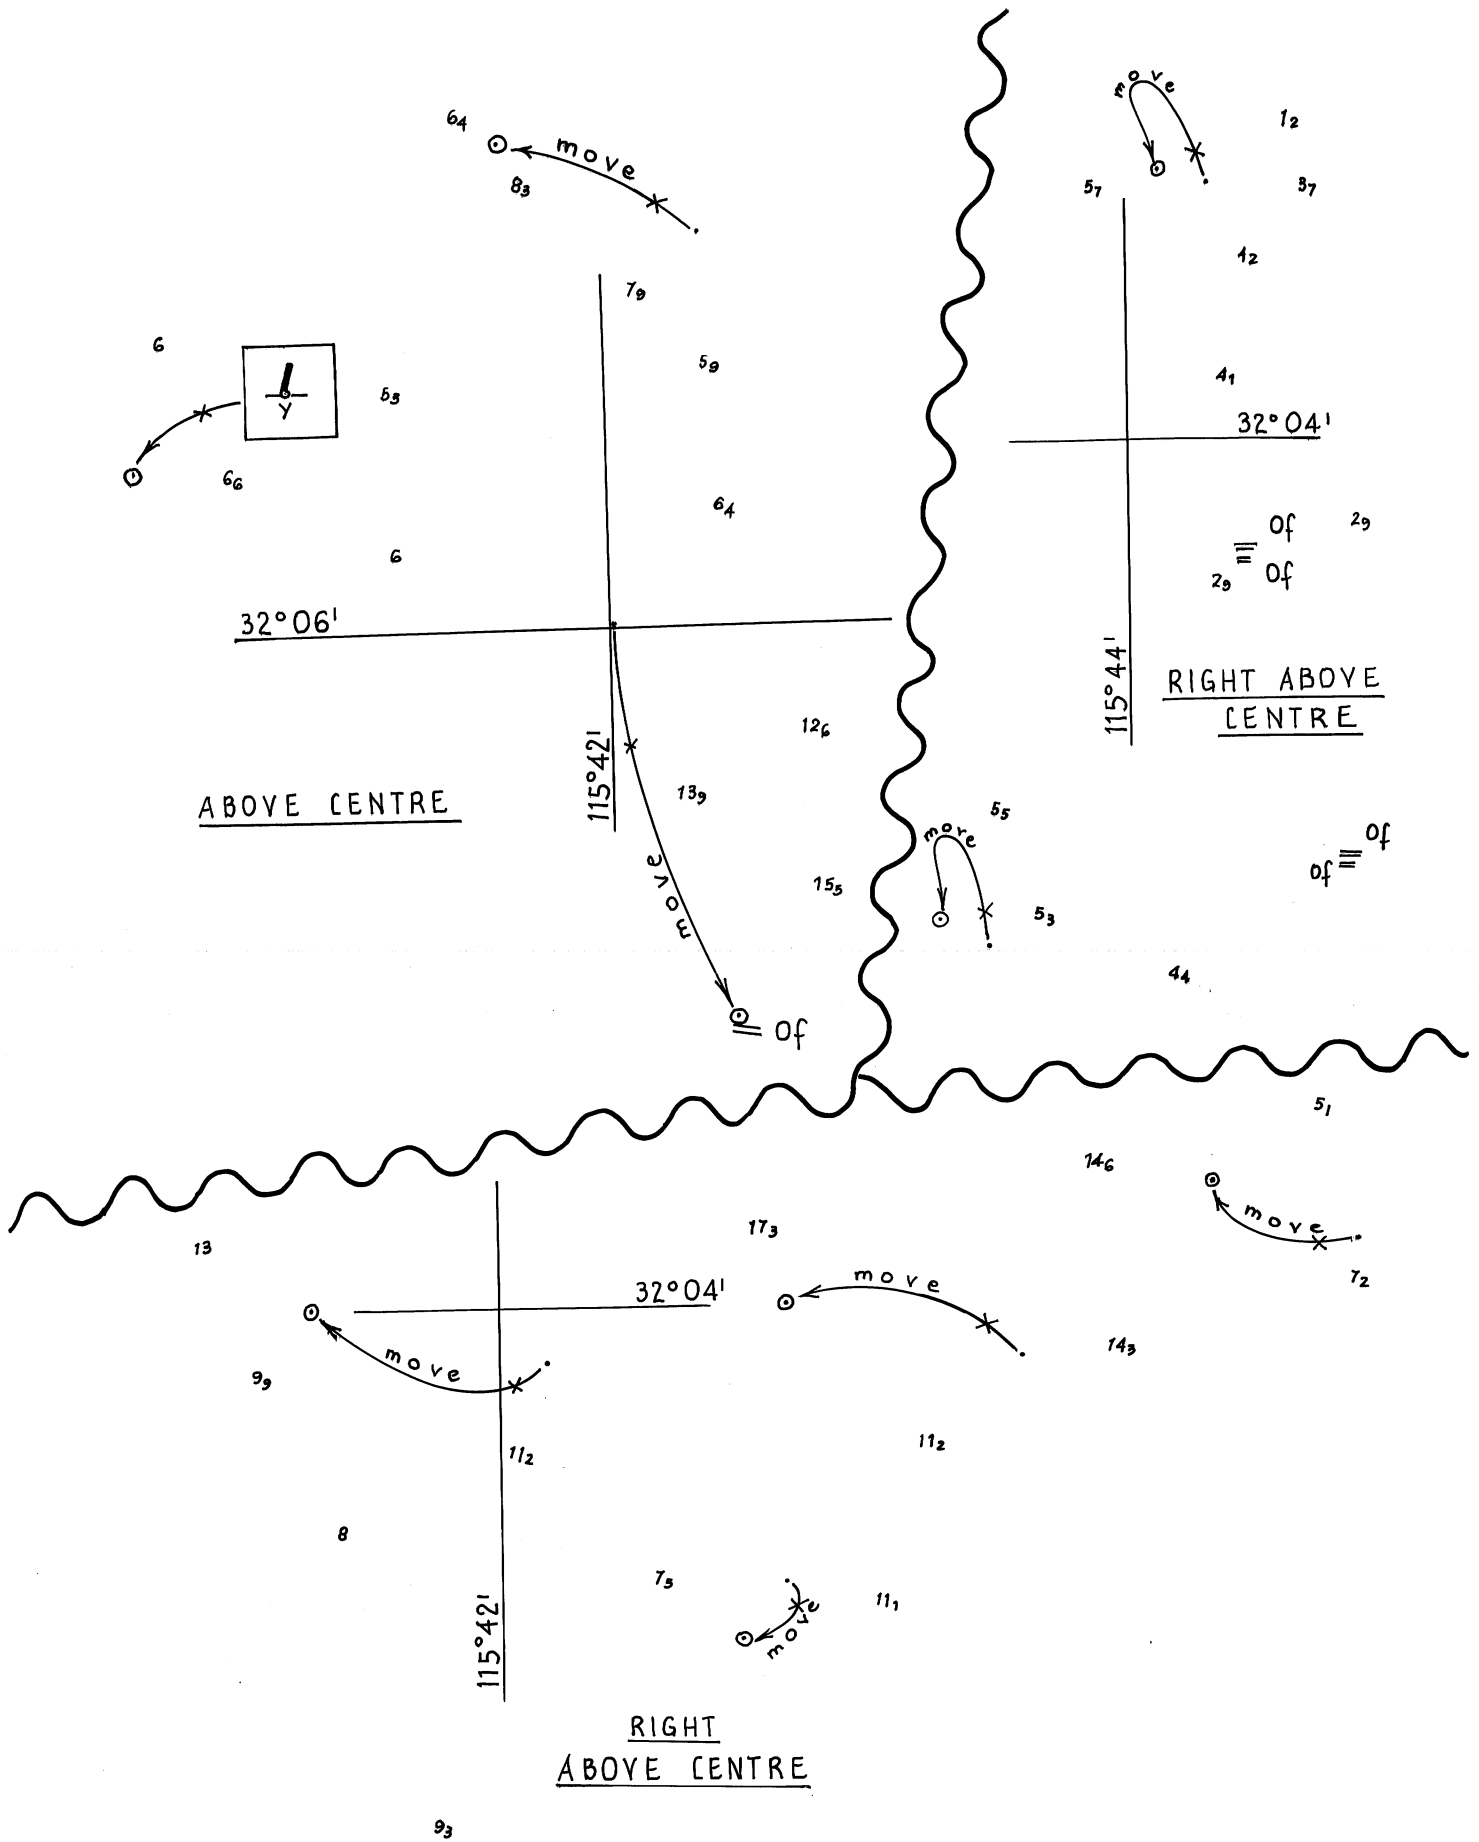 6₄
move
8₃
7₉
6
5₃
5₉
Y
6₆
6₄
6
32°06'
12₆
115°42'
13₉
ABOVE CENTRE
move
15₅
Of
move
1₂
5₇
3₇
4₂
4₁
32°04'
Of
2₉
2₉
Of
115°44'
RIGHT ABOVE
CENTRE
5₅
move
Of
Of
5₃
4₄
5₁
14₆
move
7₂
13
17₃
32°04'
move
move
14₃
9₉
11₂
11₂
8
7₅
11₁
move
115°42'
RIGHT
ABOVE CENTRE
9₃